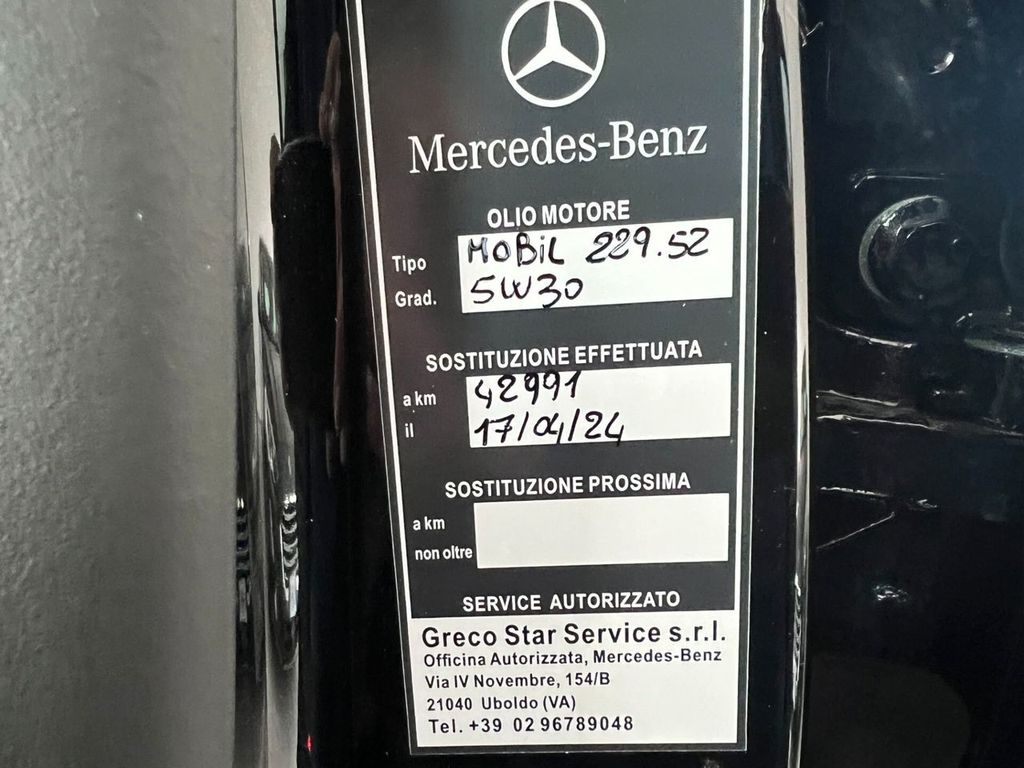 Mercedes-Benz
OLIO MOTORE
Tipo MOBIL 229.52
Grad. 5W30
SOSTITUZIONE EFFETTUATA
a km 42991
il 17/04/24
SOSTITUZIONE PROSSIMA
a km
non oltre
SERVICE AUTORIZZATO
Greco Star Service s.r.l.
Officina Autorizzata, Mercedes-Benz
Via IV Novembre, 154/B
21040 Uboldo (VA)
Tel. +39 02 96789048